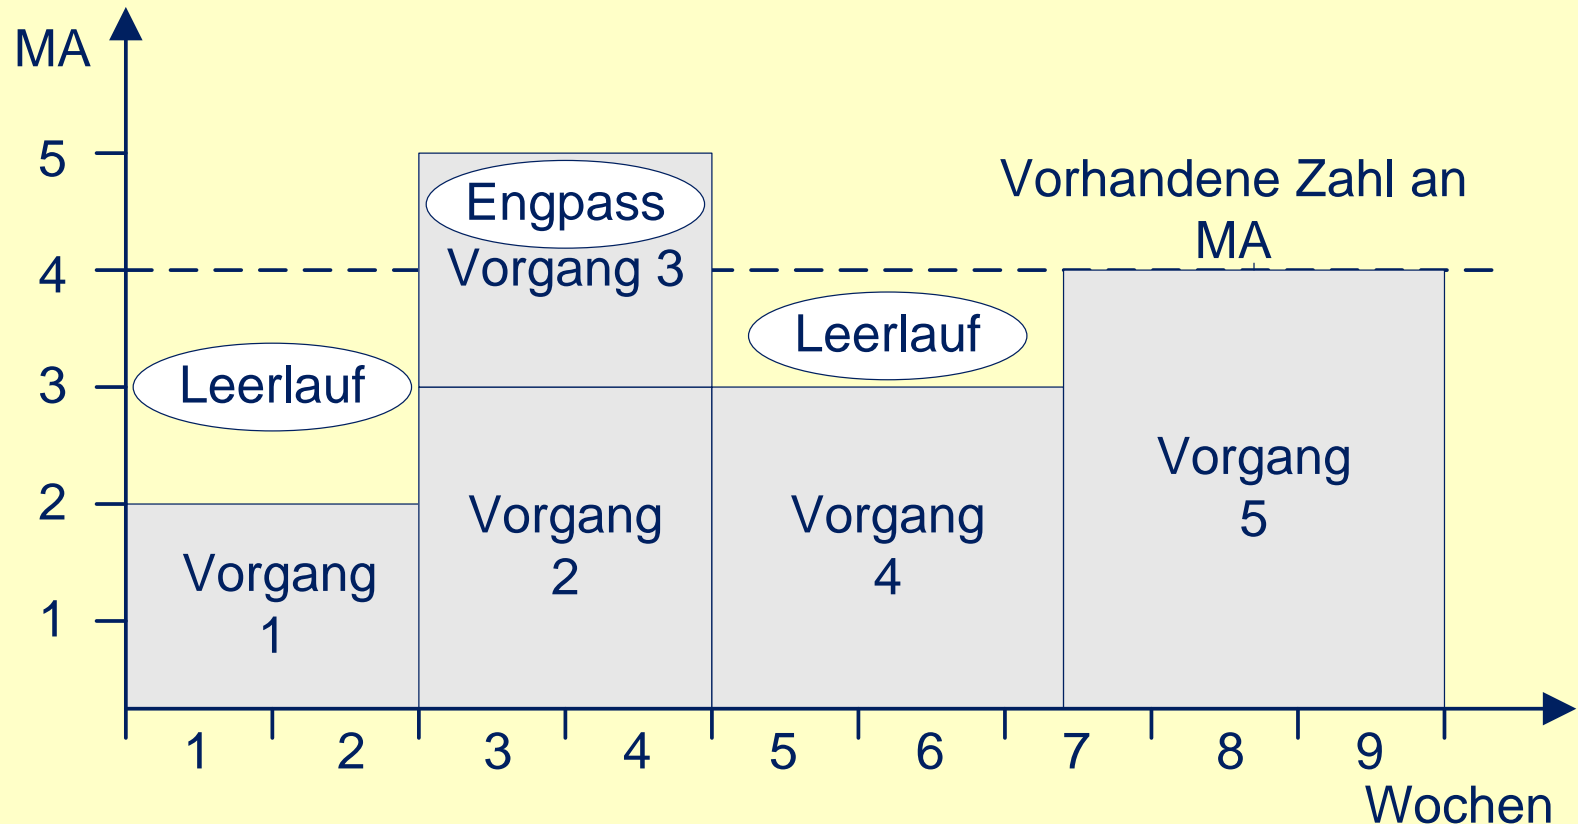 MA
5
4
3
2
1
Engpass
Vorgang 3
Vorhandene Zahl an
MA
Leerlauf
Leerlauf
Vorgang
1
Vorgang
2
Vorgang
4
Vorgang
5
1 2 3 4 5 6 7 8 9
Wochen